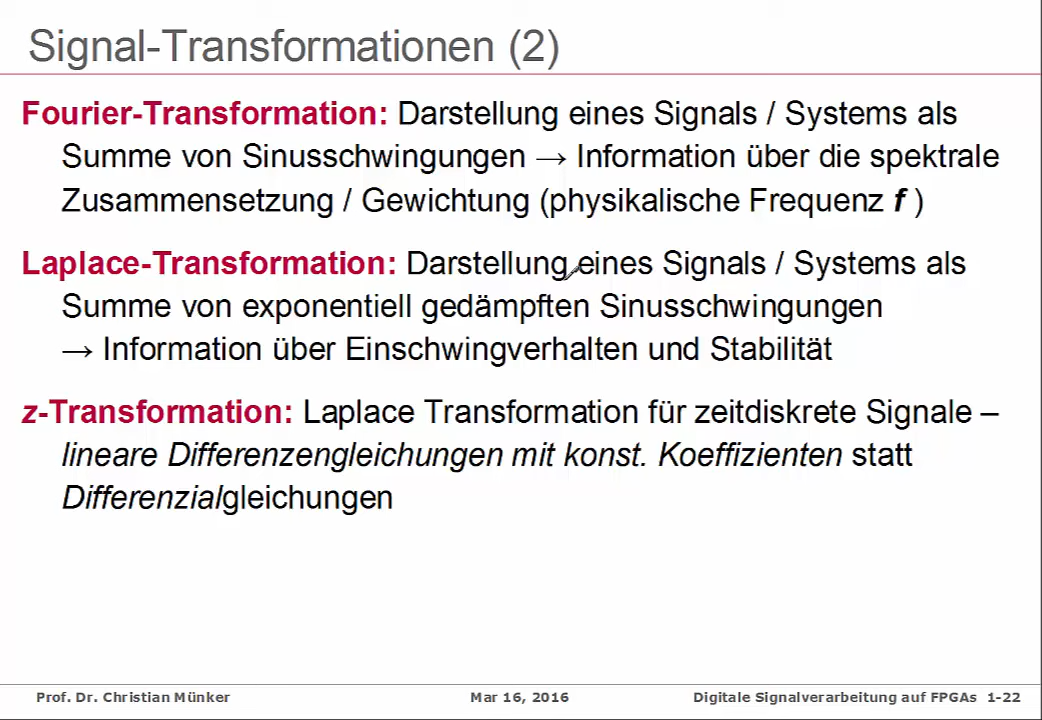 Signal-Transformationen (2)
Fourier-Transformation: Darstellung eines Signals / Systems als
Summe von Sinusschwingungen → Information über die spektrale
Zusammensetzung / Gewichtung (physikalische Frequenz f )
Laplace-Transformation: Darstellung eines Signals / Systems als
Summe von exponentiell gedämpften Sinusschwingungen
→ Information über Einschwingverhalten und Stabilität
z-Transformation: Laplace Transformation für zeitdiskrete Signale –
lineare Differenzengleichungen mit konst. Koeffizienten statt
Differenzialgleichungen
Prof. Dr. Christian Münker Mar 16, 2016 Digitale Signalverarbeitung auf FPGAs 1-22